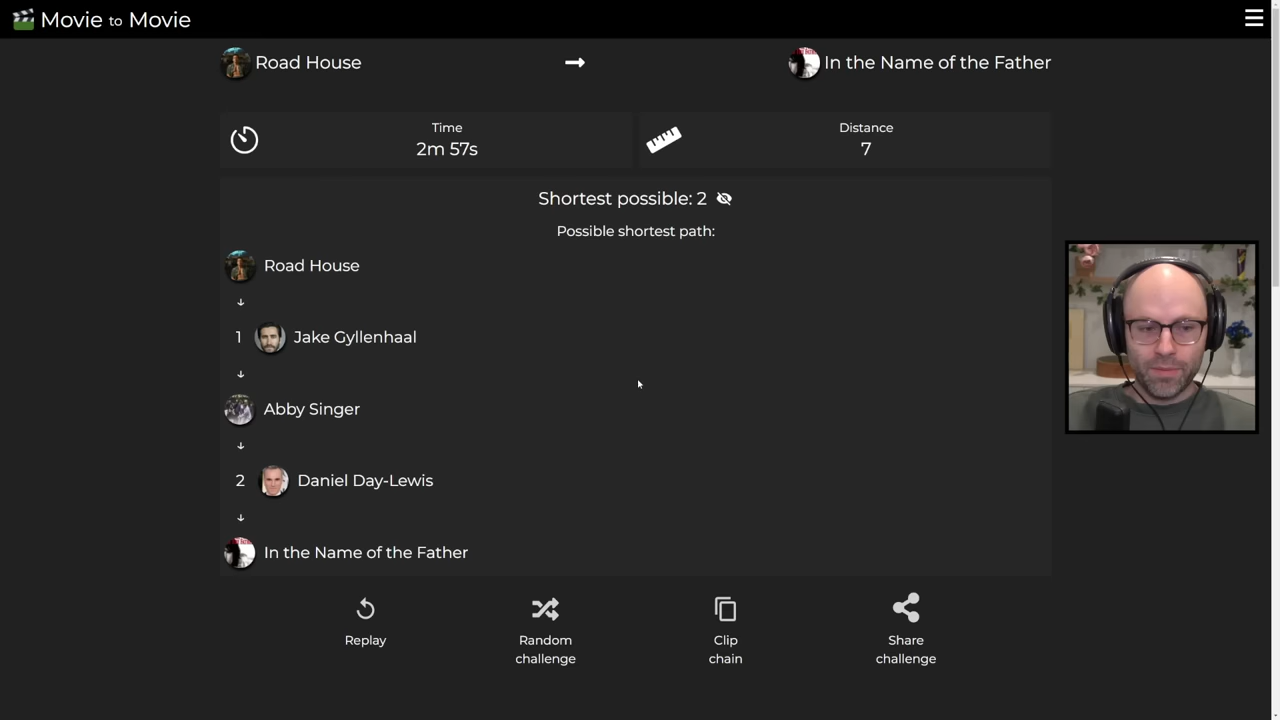 Movie to Movie
Road House
In the Name of the Father
Time
2m 57s
Distance
7
Shortest possible: 2
Possible shortest path:
Road House
1 Jake Gyllenhaal
Abby Singer
2 Daniel Day-Lewis
In the Name of the Father
Replay
Random
challenge
Clip
chain
Share
challenge